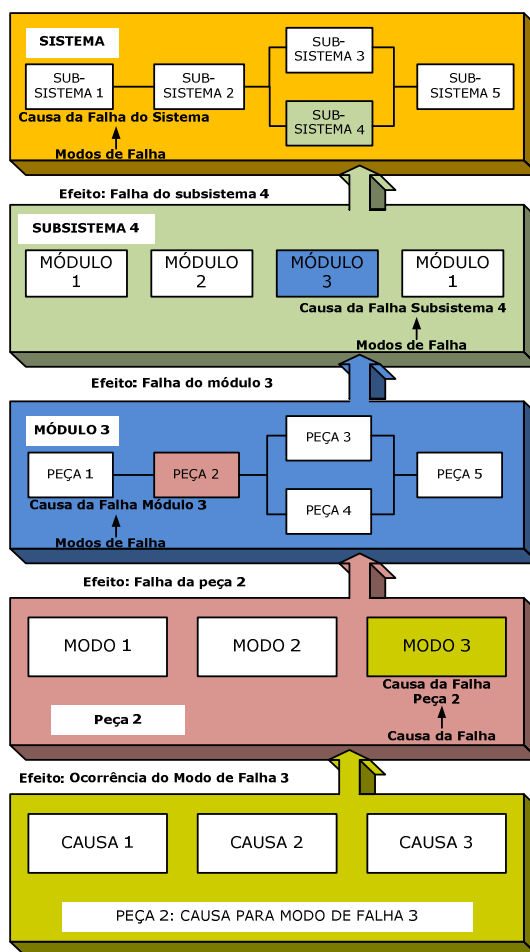 SISTEMA
SUB-
SISTEMA 1
SUB-
SISTEMA 2
SUB-
SISTEMA 3
SUB-
SISTEMA 4
SUB-
SISTEMA 5
Causa da Falha do Sistema
Modos de Falha
Efeito: Falha do subsistema 4
SUBSISTEMA 4
MÓDULO
1
MÓDULO
2
MÓDULO
3
MÓDULO
1
Causa da Falha Subsistema 4
Modos de Falha
Efeito: Falha do módulo 3
MÓDULO 3
PEÇA 1
PEÇA 2
PEÇA 3
PEÇA 4
PEÇA 5
Causa da Falha Módulo 3
Modos de Falha
Efeito: Falha da peça 2
MODO 1
MODO 2
MODO 3
Causa da Falha
Peça 2
Peça 2
Causa da Falha
Efeito: Ocorrência do Modo de Falha 3
CAUSA 1
CAUSA 2
CAUSA 3
PEÇA 2: CAUSA PARA MODO DE FALHA 3